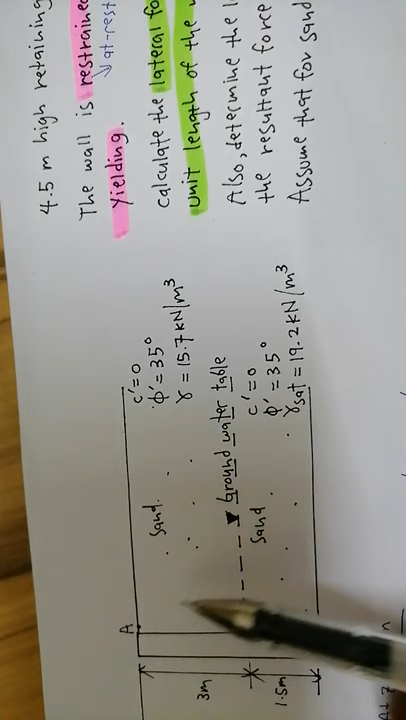 4.5 m high retaining
The wall is restrained
↳ at-rest
Yielding.
calculate the lateral fo
unit length of the
Also, determine the l
the resultant force
Assume that for sand
A
Sand
c'=0
φ'=35°
γ=15.7 kN/m³
3m
Ground water table
Sand
c'=0
φ'=35°
γsat=19.2 kN/m³
1.5m
At z